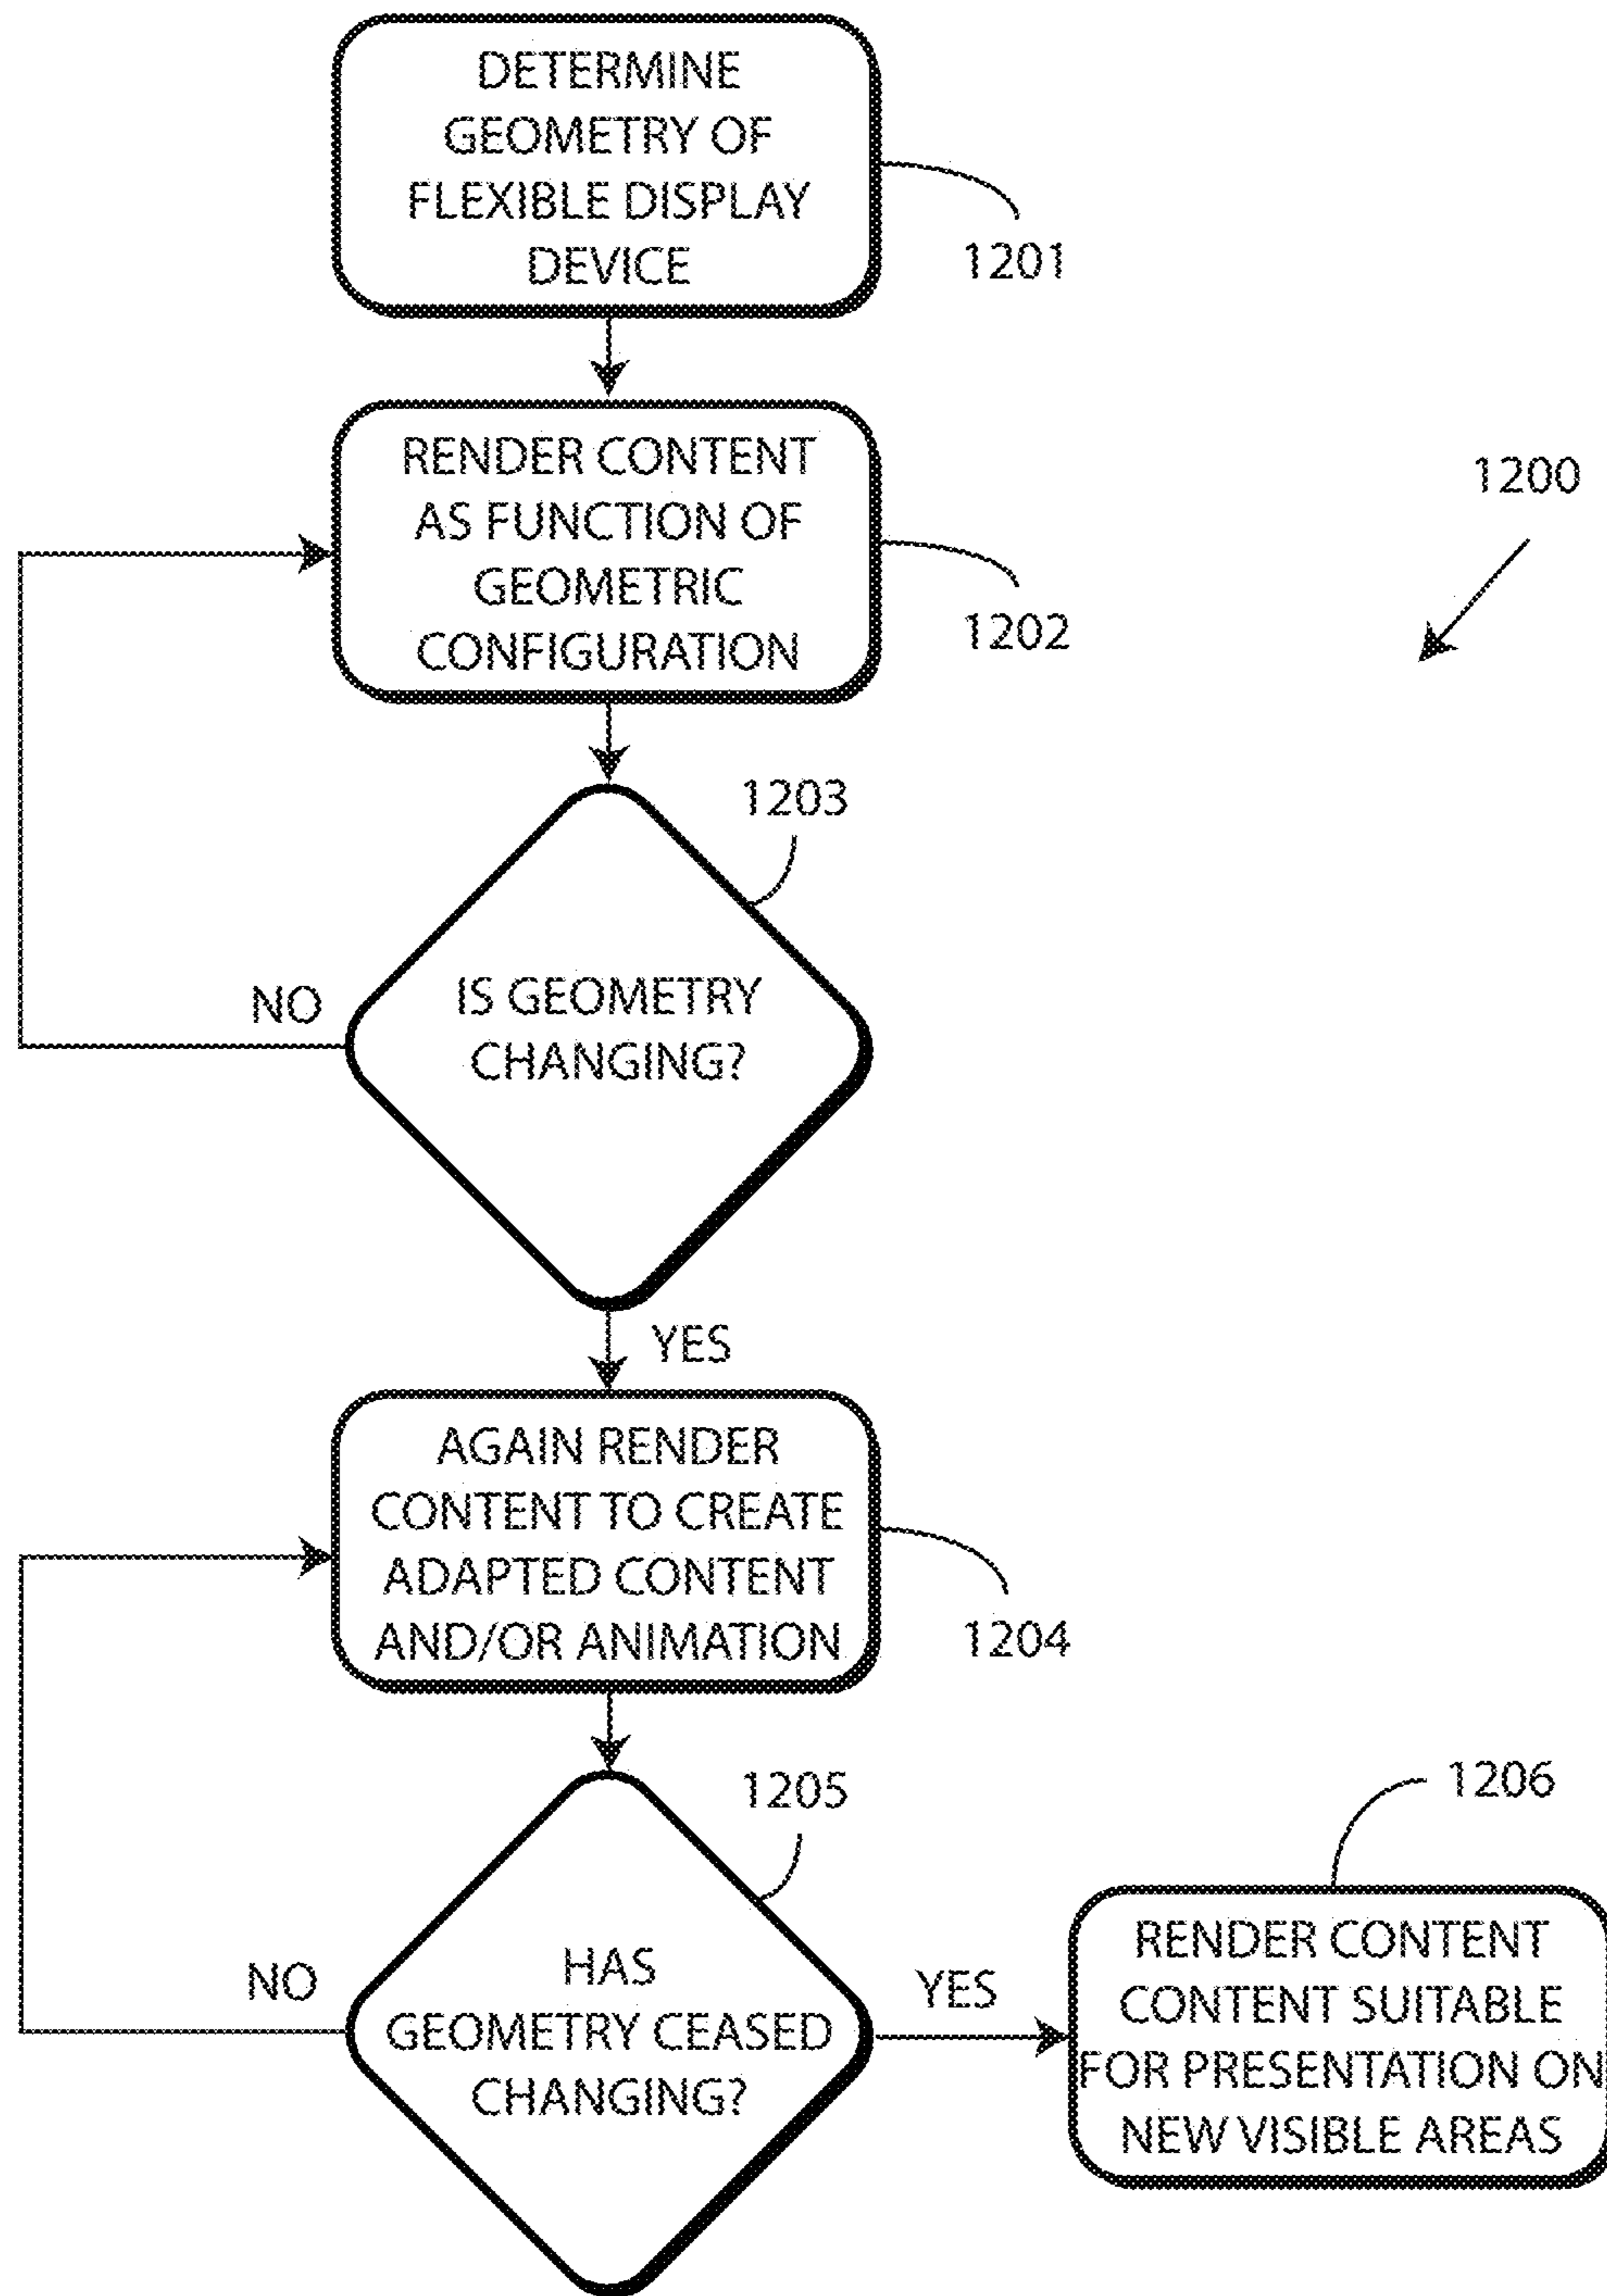 DETERMINE
GEOMETRY OF
FLEXIBLE DISPLAY
DEVICE
1201
RENDER CONTENT
AS FUNCTION OF
GEOMETRIC
CONFIGURATION
1202
1200
1203
IS GEOMETRY
CHANGING?
NO
YES
AGAIN RENDER
CONTENT TO CREATE
ADAPTED CONTENT
AND/OR ANIMATION
1204
1205
HAS
GEOMETRY CEASED
CHANGING?
NO
YES
1206
RENDER CONTENT
CONTENT SUITABLE
FOR PRESENTATION ON
NEW VISIBLE AREAS